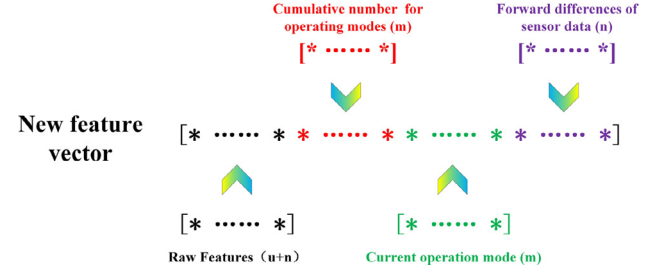 Cumulative number for
operating modes (m)
Forward differences of
sensor data (n)
[* ······ *]
[* ······ *]
New feature
vector
[* ······ * * ······ * * ······ * * ······ *]
[* ······ *]
[* ······ *]
Raw Features（u+n）
Current operation mode (m)